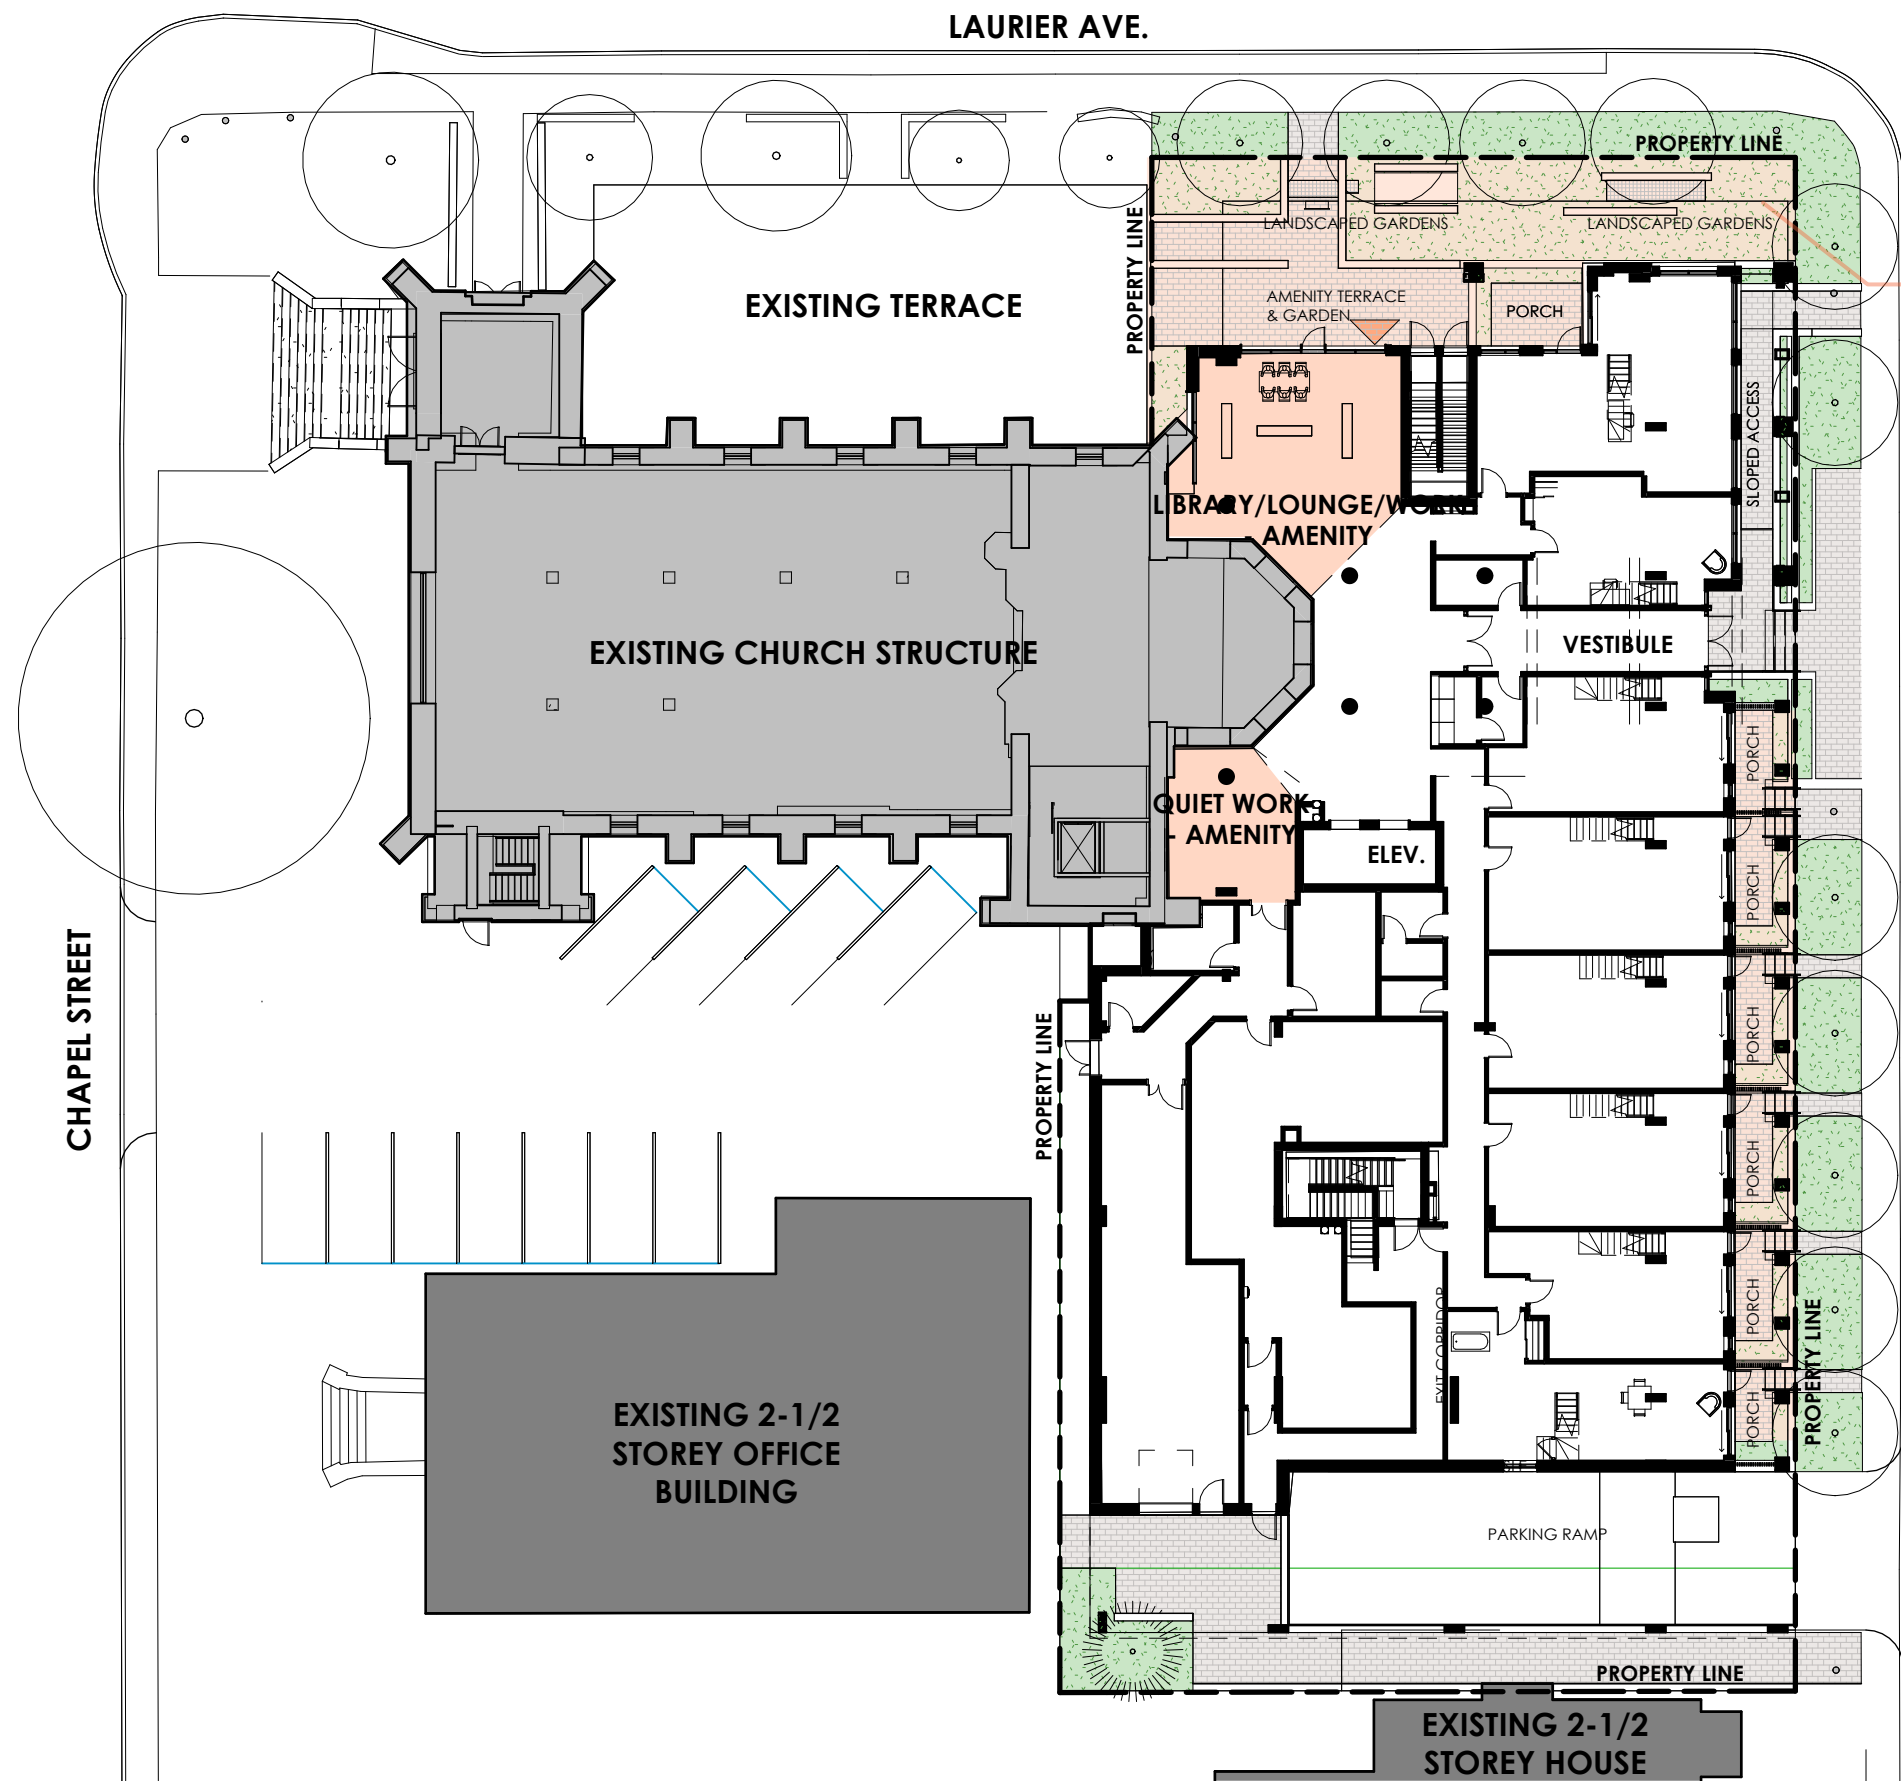 LAURIER AVE.
PROPERTY LINE
PROPERTY LINE
LANDSCAPED GARDENS
LANDSCAPED GARDENS
EXISTING TERRACE
AMENITY TERRACE
& GARDEN
PORCH
SLOPED ACCESS
LIBRARY/LOUNGE/WORK
- AMENITY
EXISTING CHURCH STRUCTURE
VESTIBULE
PORCH
QUIET WORK
- AMENITY
ELEV.
PORCH
CHAPEL STREET
PROPERTY LINE
PORCH
PORCH
PORCH
EXIT CORRIDOR
PROPERTY LINE
PORCH
EXISTING 2-1/2
STOREY OFFICE
BUILDING
PARKING RAMP
PROPERTY LINE
EXISTING 2-1/2
STOREY HOUSE